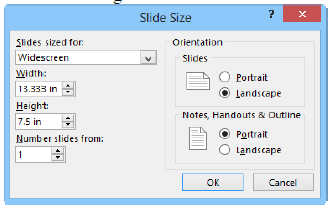 Slide Size
?
Slides sized for:
Widescreen
Width:
13.333 in
Height:
7.5 in
Number slides from:
1
Orientation
Slides
Portrait
Landscape
Notes, Handouts & Outline
Portrait
Landscape
OK
Cancel